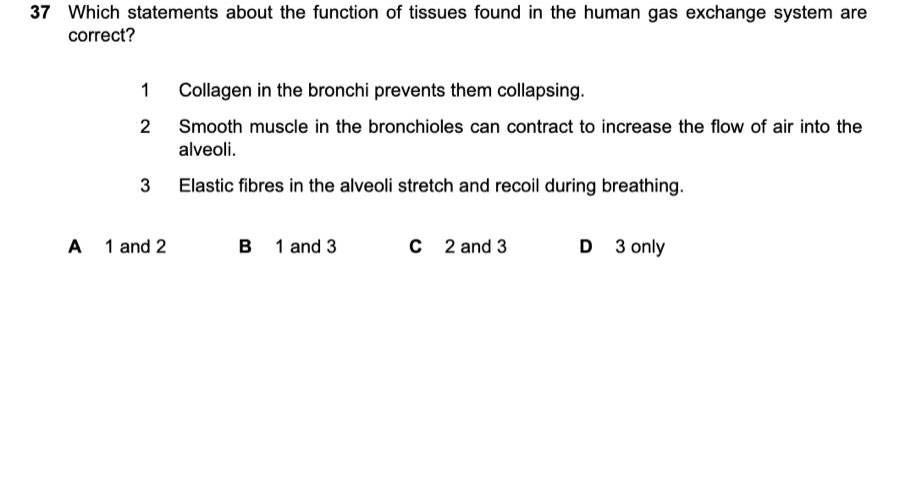 37 Which statements about the function of tissues found in the human gas exchange system are
correct?
1 Collagen in the bronchi prevents them collapsing.
2 Smooth muscle in the bronchioles can contract to increase the flow of air into the
alveoli.
3 Elastic fibres in the alveoli stretch and recoil during breathing.
A 1 and 2 B 1 and 3 C 2 and 3 D 3 only